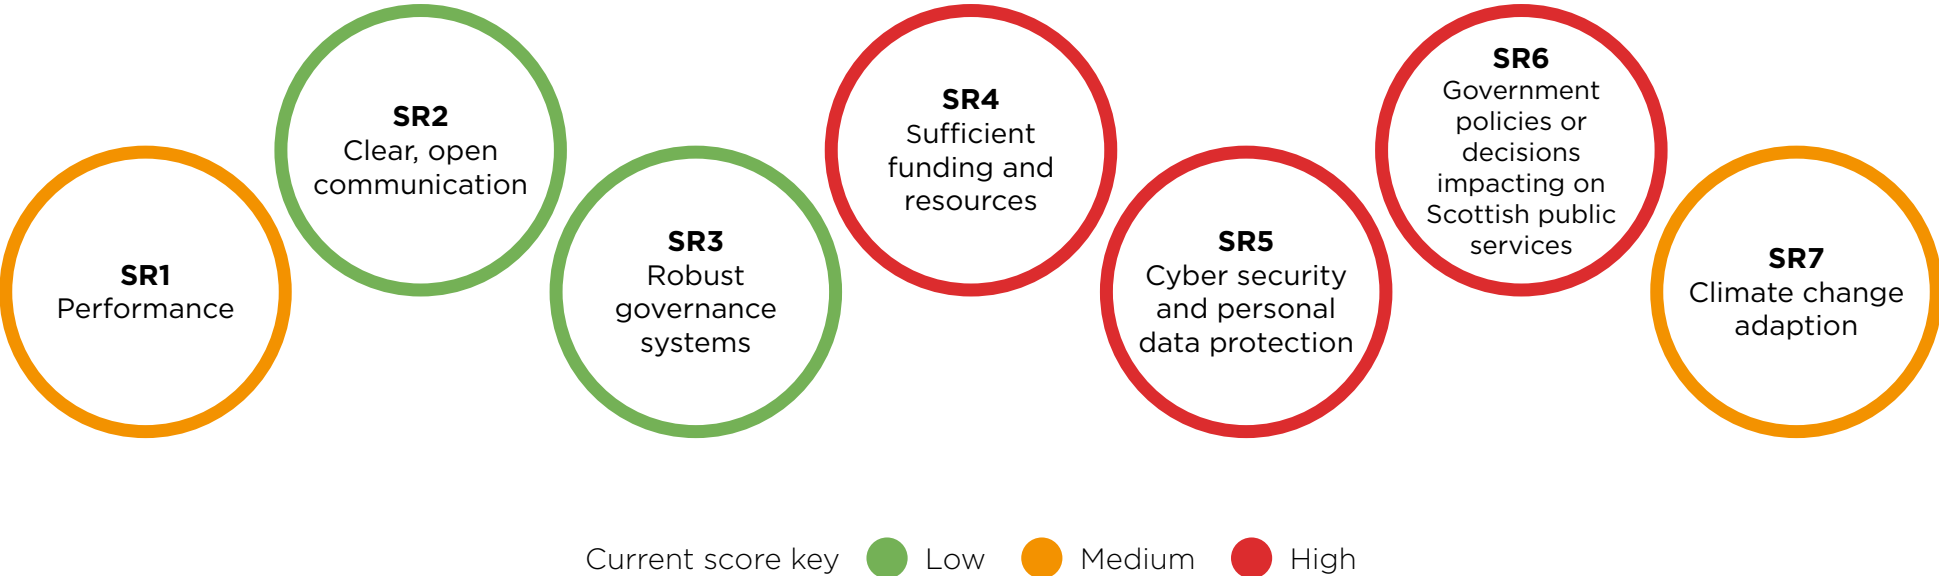 SR1
Performance
SR2
Clear, open
communication
SR3
Robust
governance
systems
SR4
Sufficient
funding and
resources
SR5
Cyber security
and personal
data protection
SR6
Government
policies or
decisions
impacting on
Scottish public
services
SR7
Climate change
adaption
Current score key Low Medium High